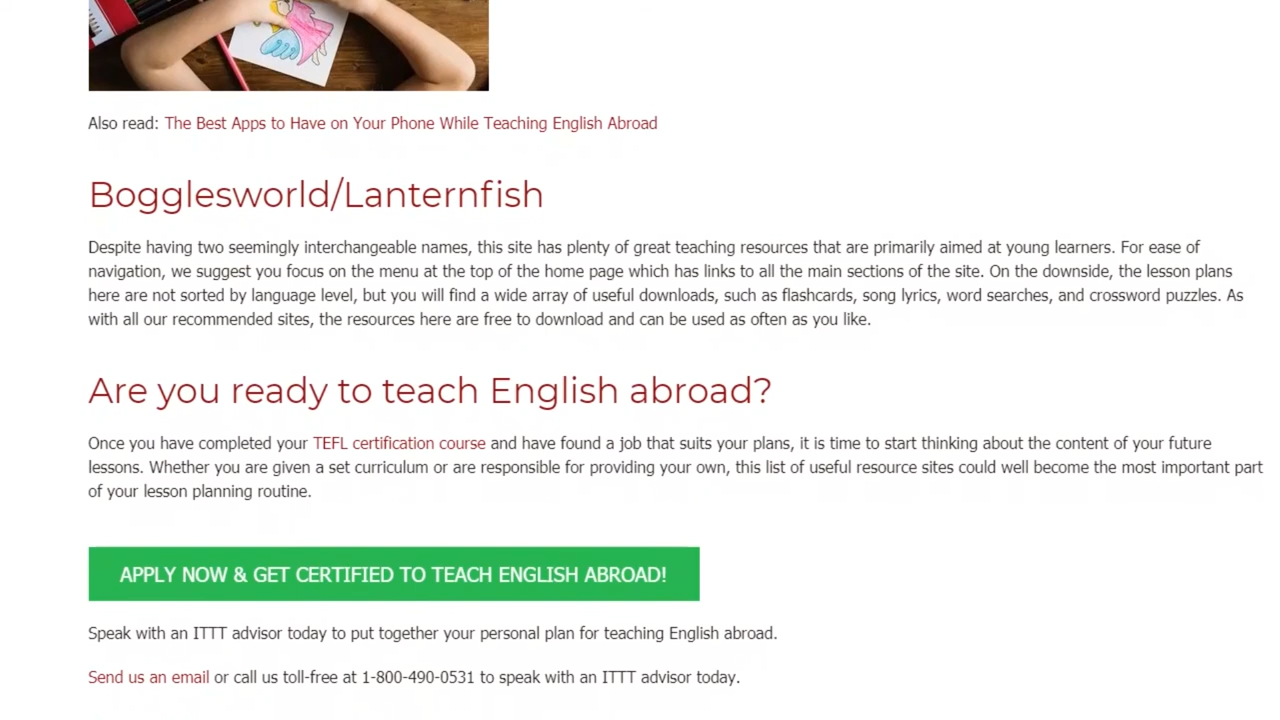 Also read: The Best Apps to Have on Your Phone While Teaching English Abroad
Bogglesworld/Lanternfish
Despite having two seemingly interchangeable names, this site has plenty of great teaching resources that are primarily aimed at young learners. For ease of
navigation, we suggest you focus on the menu at the top of the home page which has links to all the main sections of the site. On the downside, the lesson plans
here are not sorted by language level, but you will find a wide array of useful downloads, such as flashcards, song lyrics, word searches, and crossword puzzles. As
with all our recommended sites, the resources here are free to download and can be used as often as you like.
Are you ready to teach English abroad?
Once you have completed your TEFL certification course and have found a job that suits your plans, it is time to start thinking about the content of your future
lessons. Whether you are given a set curriculum or are responsible for providing your own, this list of useful resource sites could well become the most important part
of your lesson planning routine.
APPLY NOW & GET CERTIFIED TO TEACH ENGLISH ABROAD!
Speak with an ITTT advisor today to put together your personal plan for teaching English abroad.
Send us an email or call us toll-free at 1-800-490-0531 to speak with an ITTT advisor today.